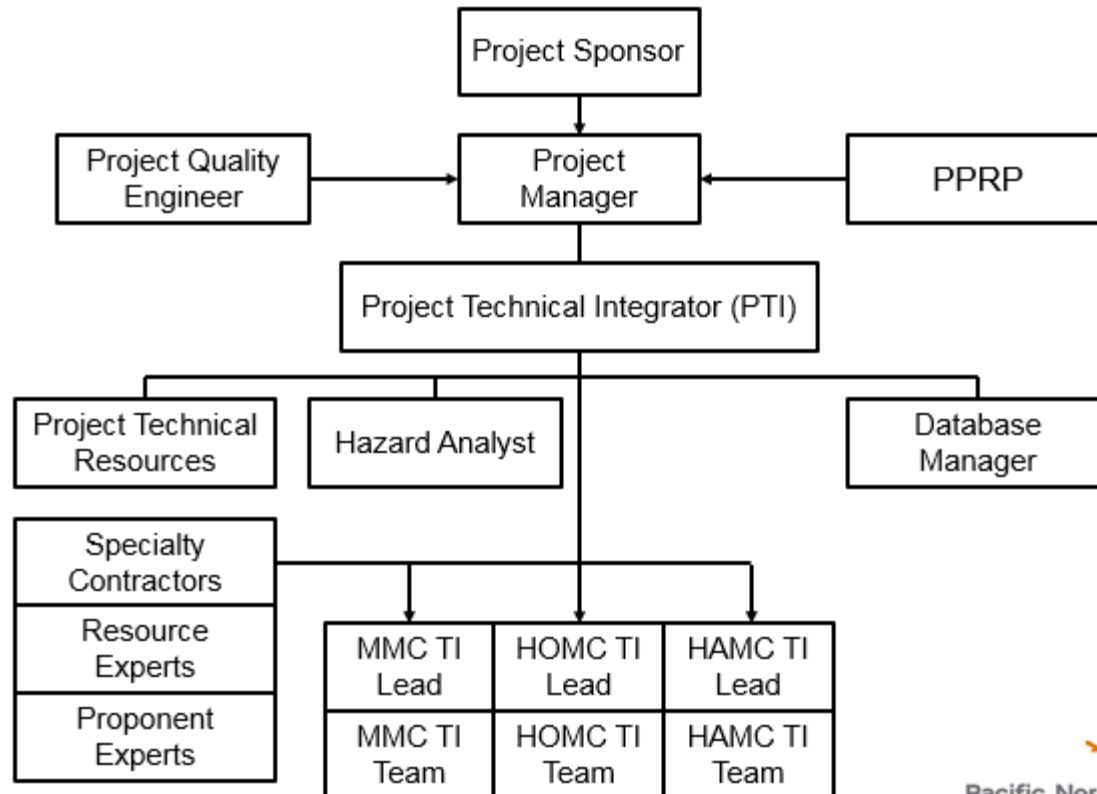 Project Sponsor
Project Quality
Engineer
Project
Manager
PPRP
Project Technical Integrator (PTI)
Project Technical
Resources
Hazard Analyst
Database
Manager
Specialty
Contractors
Resource
Experts
Proponent
Experts
MMC TI
Lead
HOMC TI
Lead
HAMC TI
Lead
MMC TI
Team
HOMC TI
Team
HAMC TI
Team
Pacific